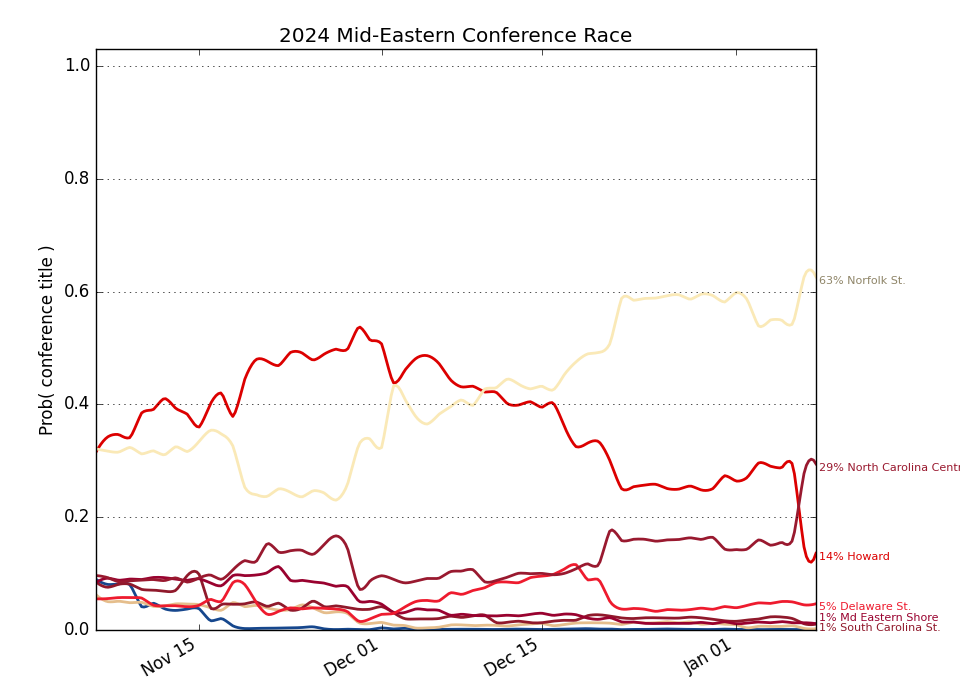 2024 Mid-Eastern Conference Race
Prob( conference title )
1.0
0.8
0.6
0.4
0.2
0.0
Nov 15
Dec 01
Dec 15
Jan 01
63% Norfolk St.
29% North Carolina Centr
14% Howard
5% Delaware St.
1% Md Eastern Shore
1% South Carolina St.